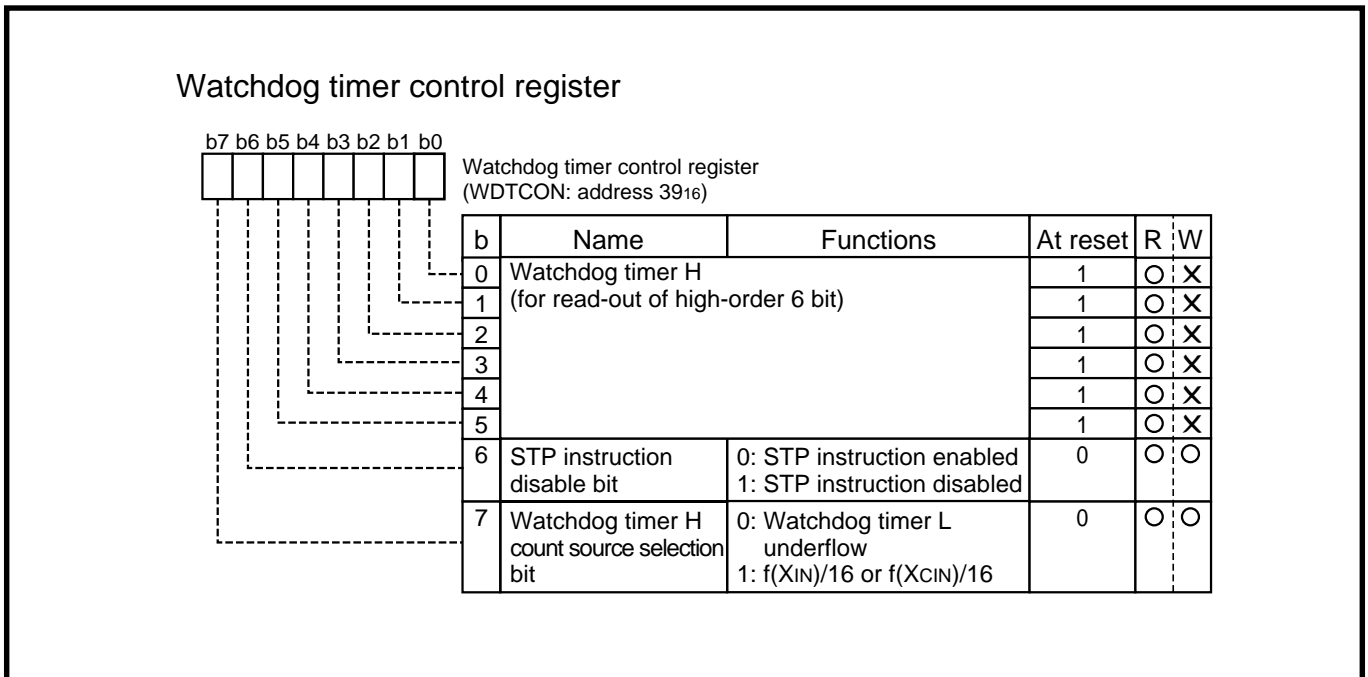 Watchdog timer control register
b7 b6 b5 b4 b3 b2 b1 b0
Watchdog timer control register
(WDTCON: address 3916)
b Name Functions At reset R W
0 Watchdog timer H 1 O X
1 (for read-out of high-order 6 bit) 1 O X
2 1 O X
3 1 O X
4 1 O X
5 1 O X
6 STP instruction 0: STP instruction enabled 0 O O
disable bit 1: STP instruction disabled
7 Watchdog timer H 0: Watchdog timer L 0 O O
count source selection underflow
bit 1: f(XIN)/16 or f(XCIN)/16